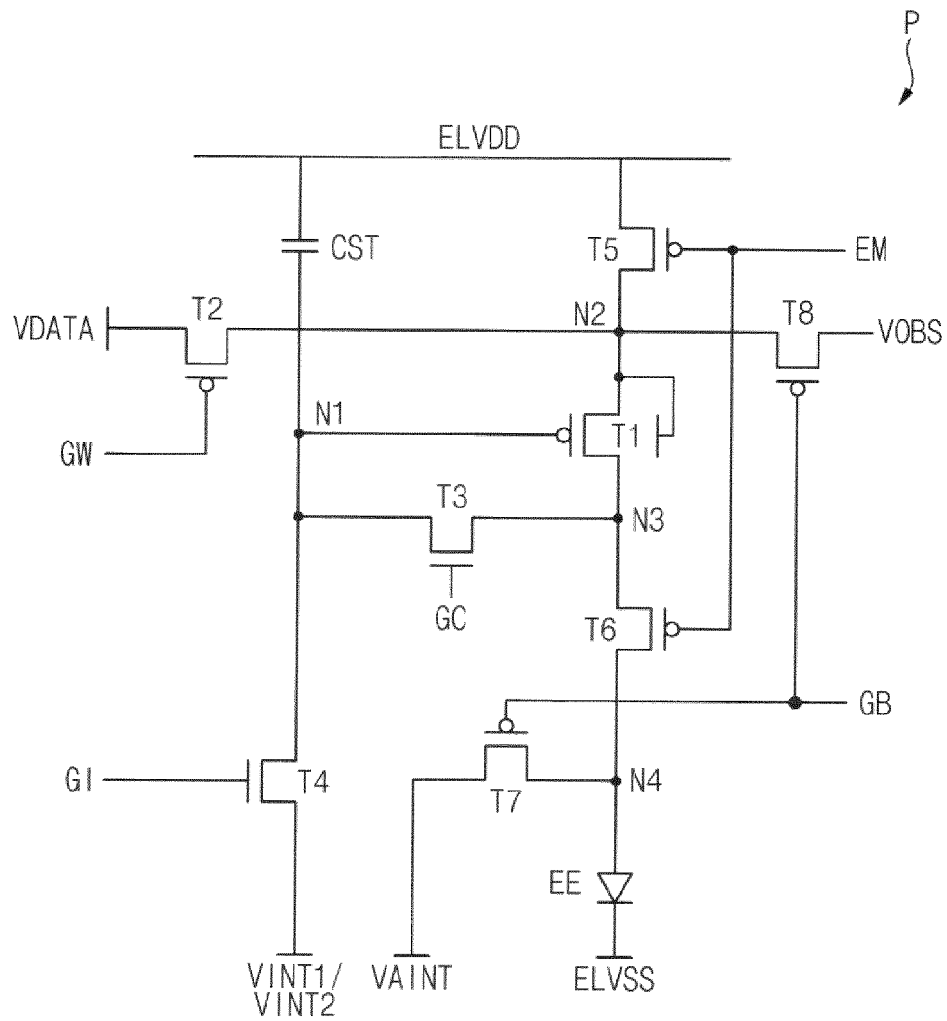 P
ELVDD
CST
T5
EM
T2
N2
T8
VDATA
VOBS
N1
T1
GW
T3
N3
GC
T6
GB
GI
T4
T7
N4
EE
VINT1/
VINT2
VAINT
ELVSS